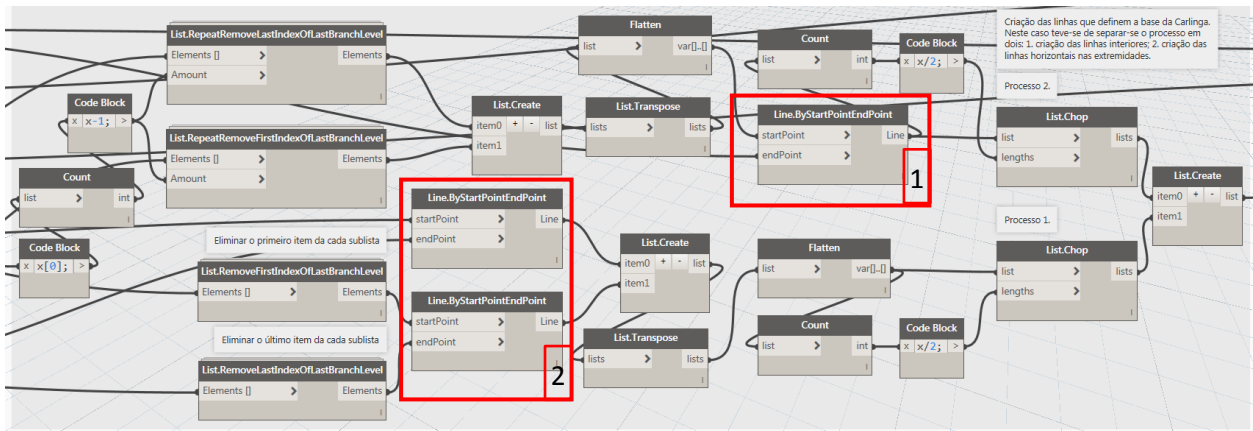 List.RepeatRemoveLastIndexOfLastBranchLevel
Elements [] > Elements
Amount >
l
Code Block
x x-1; >
List.RepeatRemoveFirstIndexOfLastBranchLevel
Elements [] > Elements
Amount >
l
Count
list > int
l
Code Block
x x[0]; >
List.Create
item0 + - list
item1
l
Flatten
list > var[]..[]
l
List.Transpose
lists > lists
l
Count
list > int
l
Code Block
x x/2; >
Criação das linhas que definem a base da Carlinga.
Neste caso teve-se de separar-se o processo em
dois: 1. criação das linhas interiores; 2. criação das
linhas horizontais nas extremidades.
Processo 2.
Line.ByStartPointEndPoint
startPoint > Line
endPoint >
l
1
List.Chop
list > lists
lengths >
l
List.Create
item0 + - list
item1
l
Eliminar o primeiro item da cada sublista
List.RemoveFirstIndexOfLastBranchLevel
Elements [] > Elements
l
Eliminar o último item da cada sublista
List.RemoveLastIndexOfLastBranchLevel
Elements [] > Elements
l
Line.ByStartPointEndPoint
startPoint > Line
endPoint >
l
Line.ByStartPointEndPoint
startPoint > Line
endPoint >
l
2
List.Create
item0 + - list
item1
l
List.Transpose
lists > lists
l
Flatten
list > var[]..[]
l
Count
list > int
l
Code Block
x x/2; >
Processo 1.
List.Chop
list > lists
lengths >
l